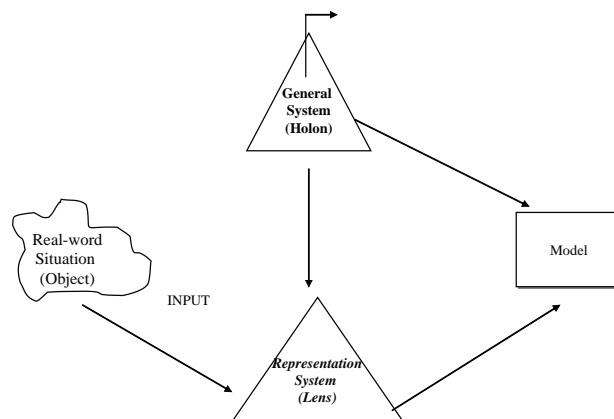 General
System
(Holon)
Real-word
Situation
(Object)
Model
INPUT
Representation
System
(Lens)